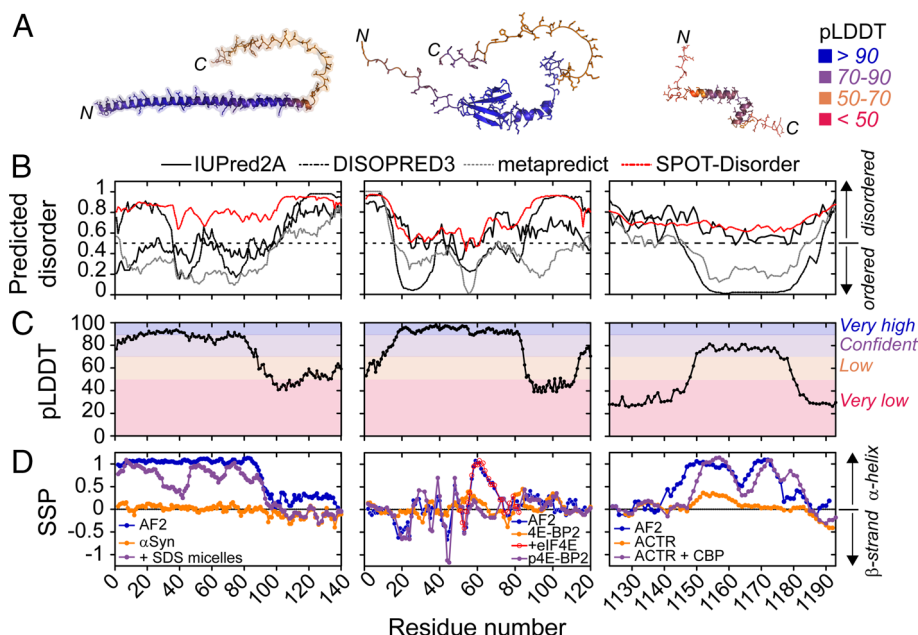 A
N
C
N
C
N
C
pLDDT
> 90
70-90
50-70
< 50
B
IUPred2A
DISOPRED3
metapredict
SPOT-Disorder
Predicted
disorder
1
0.8
0.6
0.4
0.2
0
disordered
ordered
C
pLDDT
100
80
60
40
20
0
Very high
Confident
Low
Very low
D
SSP
1
0.5
0
-0.5
-1
AF2
αSyn
+ SDS micelles
AF2
4E-BP2
+eIF4E
p4E-BP2
AF2
ACTR
ACTR + CBP
α-helix
β-strand
0 20 40 60 80 100 120 140
0 20 40 60 80 100 120
1130 1140 1150 1160 1170 1180 1190
Residue number